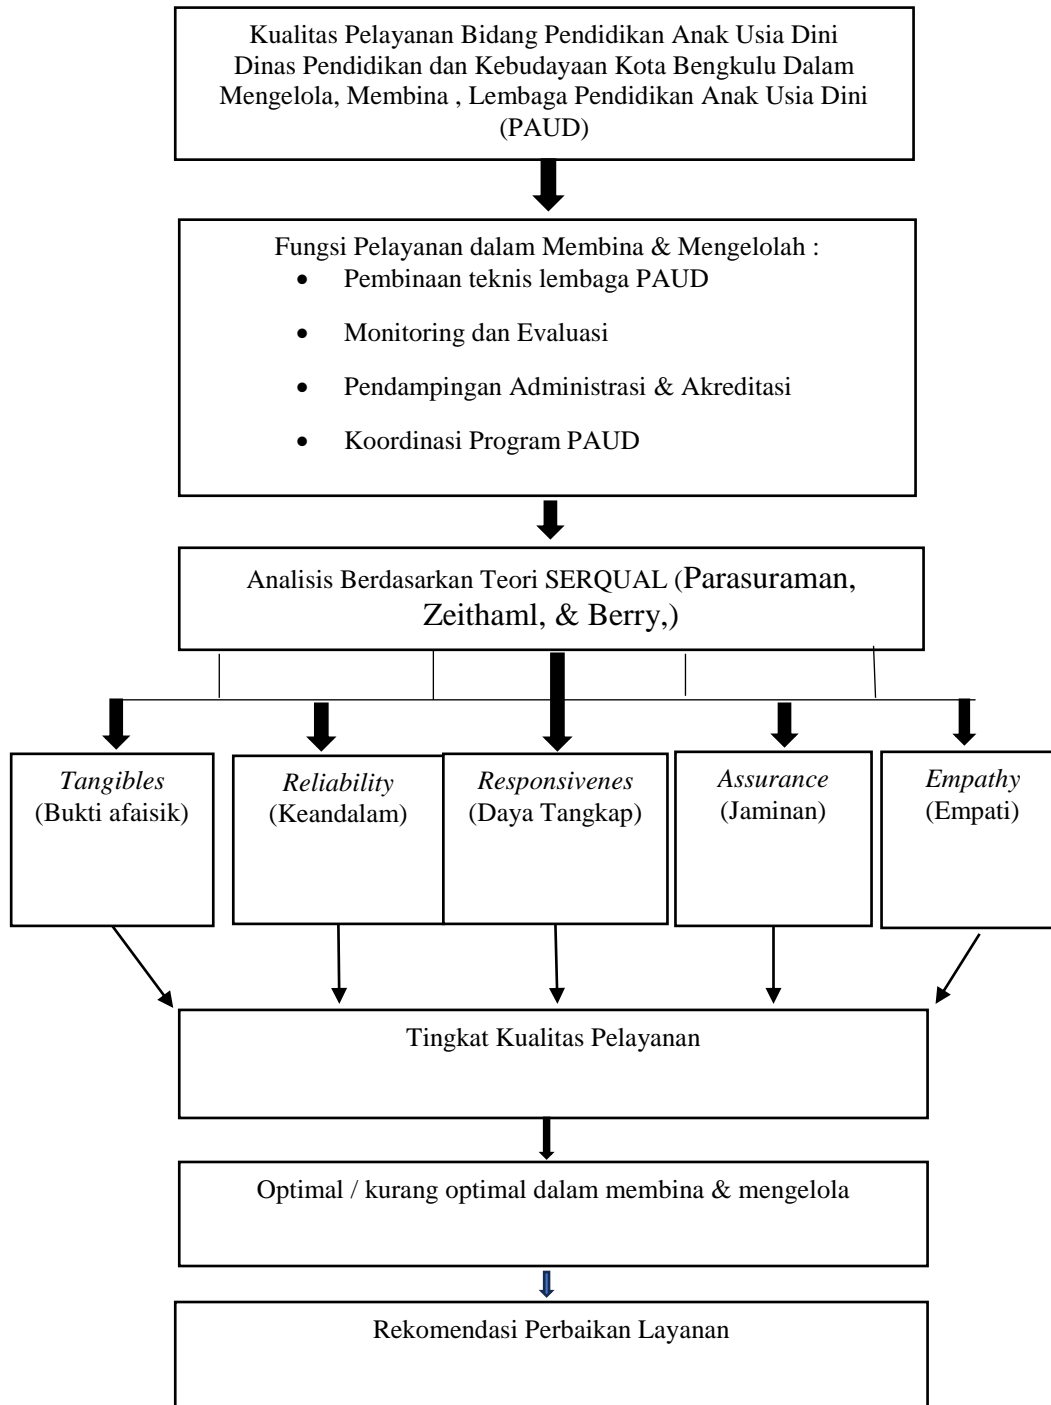 Kualitas Pelayanan Bidang Pendidikan Anak Usia Dini
Dinas Pendidikan dan Kebudayaan Kota Bengkulu Dalam
Mengelola, Membina , Lembaga Pendidikan Anak Usia Dini
(PAUD)
Fungsi Pelayanan dalam Membina & Mengelolah :
• Pembinaan teknis lembaga PAUD
• Monitoring dan Evaluasi
• Pendampingan Administrasi & Akreditasi
• Koordinasi Program PAUD
Analisis Berdasarkan Teori SERQUAL (Parasuraman,
Zeithaml, & Berry,)
Tangibles
(Bukti afaisik)
Reliability
(Keandalam)
Responsivenes
(Daya Tangkap)
Assurance
(Jaminan)
Empathy
(Empati)
Tingkat Kualitas Pelayanan
Optimal / kurang optimal dalam membina & mengelola
Rekomendasi Perbaikan Layanan